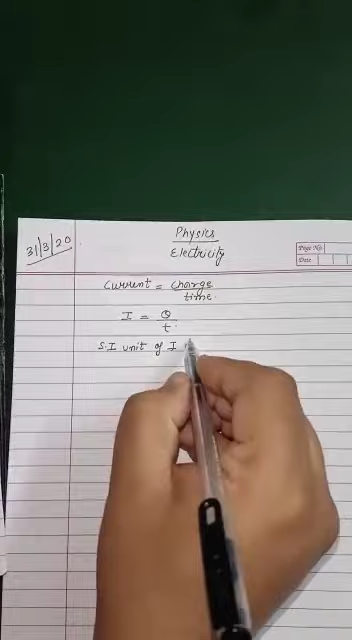 Physics
Electricity
31/3/20
Page No.
Date
Current = charge
time.
I = Q
t.
S.I unit of I